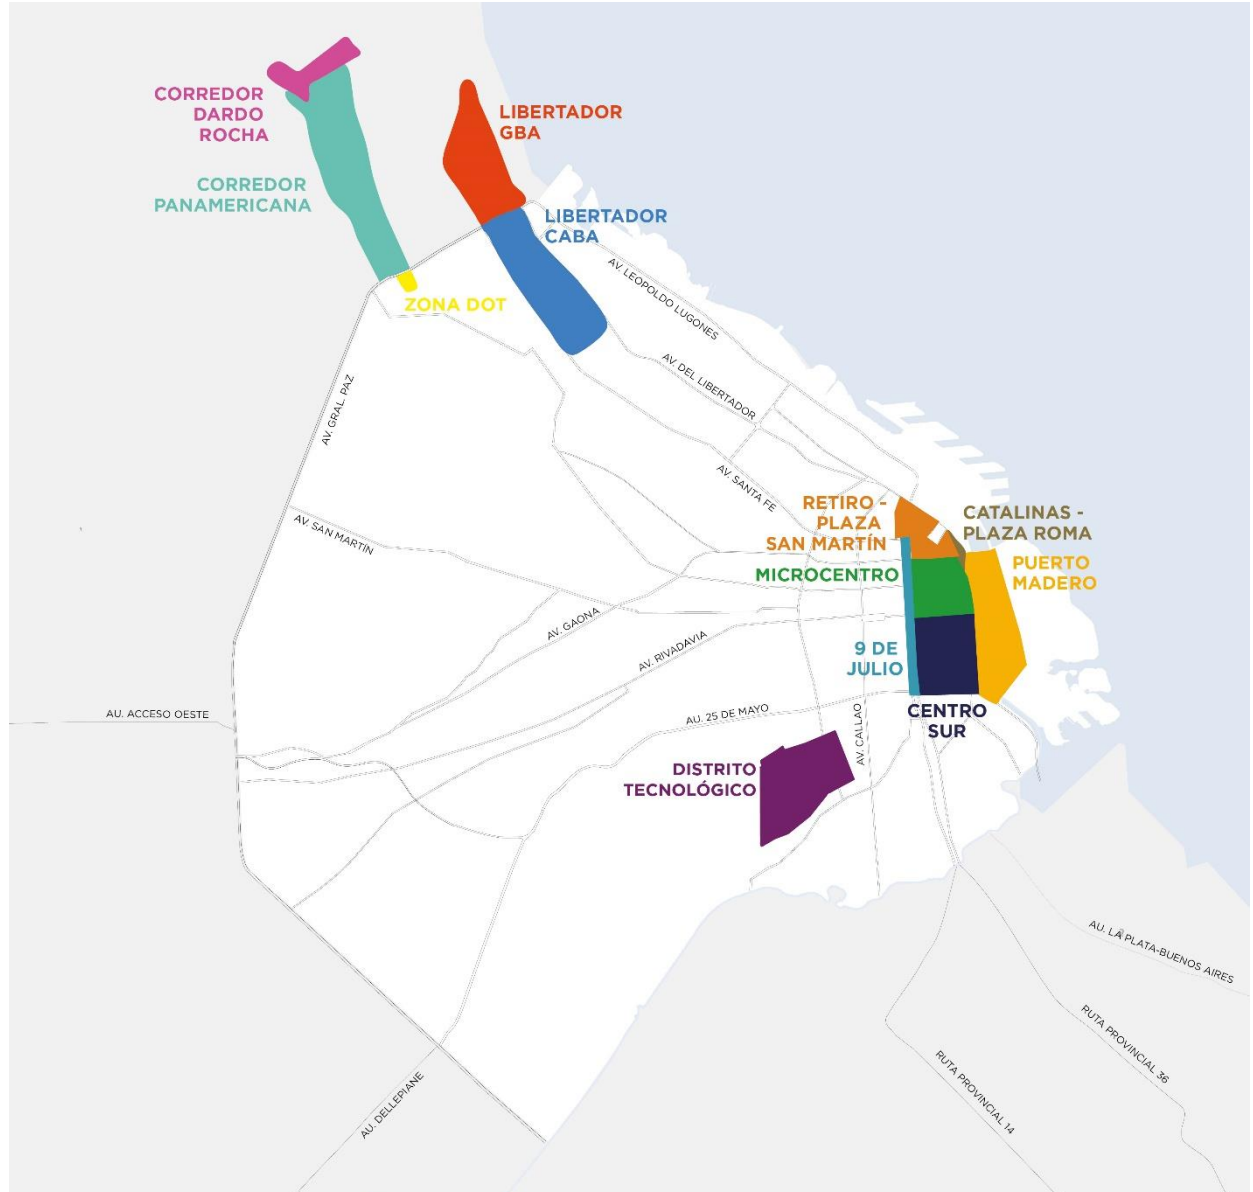 CORREDOR
DARDO
ROCHA
LIBERTADOR
GBA
CORREDOR
PANAMERICANA
LIBERTADOR
CABA
ZONA DOT
AV. LEOPOLDO LUGONES
AV. DEL LIBERTADOR
AV. GRAL. PAZ
AV. SANTA FE
RETIRO -
PLAZA
SAN MARTÍN
CATALINAS -
PLAZA ROMA
AV. SAN MARTÍN
MICROCENTRO
PUERTO
MADERO
AV. GAONA
AV. RIVADAVIA
9 DE
JULIO
AU. ACCESO OESTE
AU. 25 DE MAYO
AV. CALLAO
CENTRO
SUR
DISTRITO
TECNOLÓGICO
AU. LA PLATA-BUENOS AIRES
RUTA PROVINCIAL 36
RUTA PROVINCIAL 14
AU. DELLEPIANE